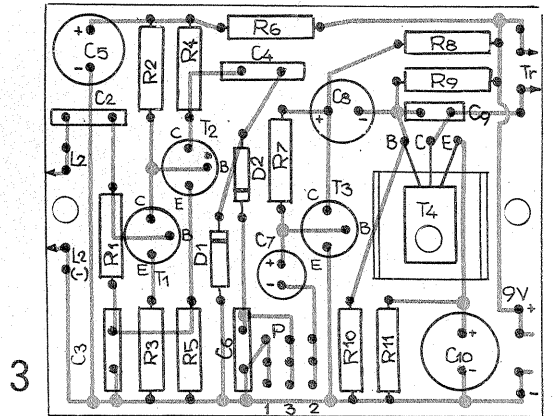 + C5 -
R2
R4
R6
R8
R9
Tr
C4
C2
C8
+ -
C9
L2
C T2
B
E
D2
R7
B C E
T4
L2 (-)
R1
C
B
E
T1
D1
C7
+
-
C T3
B
E
9V
+
-
C3
R3
R5
C6
P
R10
R11
+
C10
-
1 3 2
3